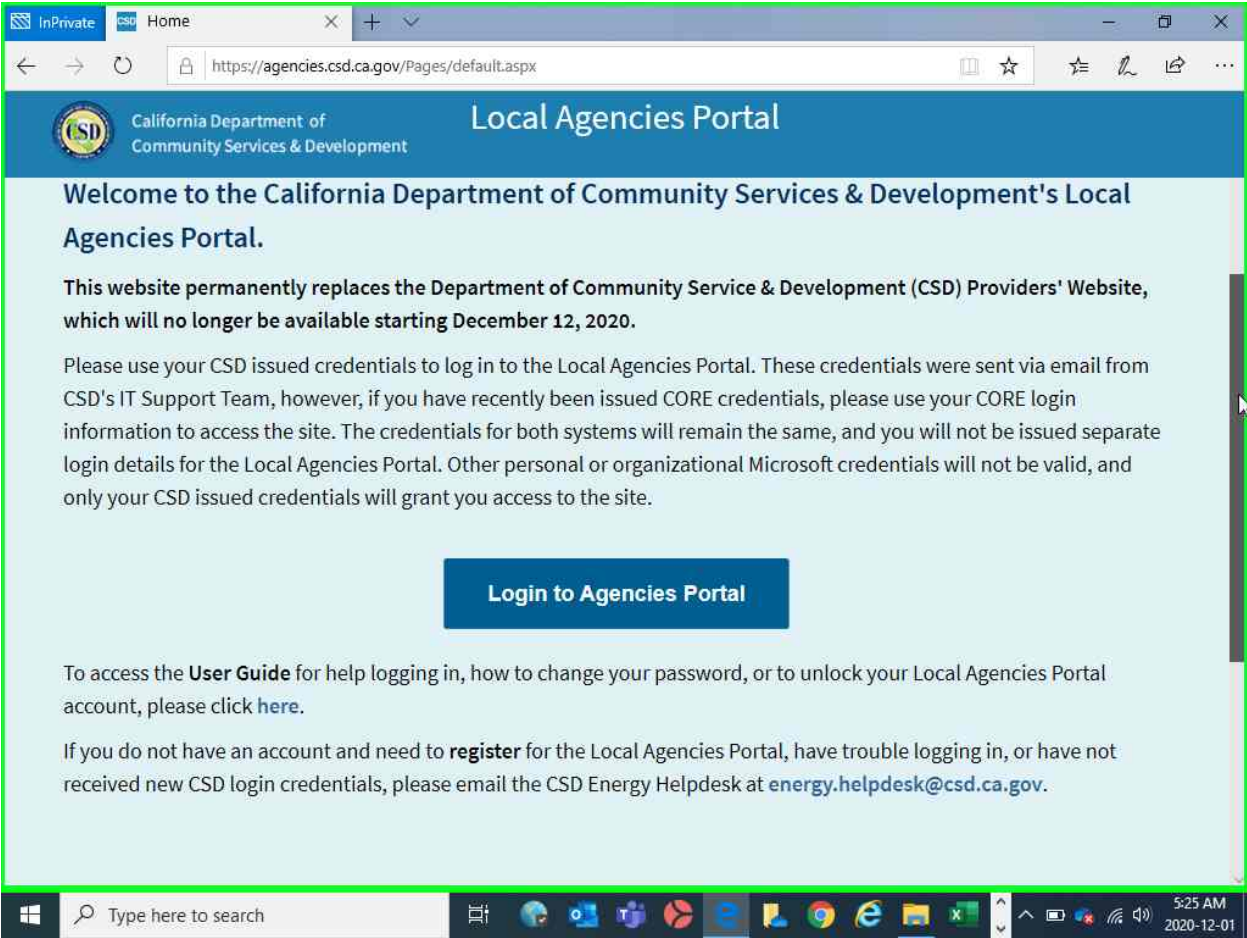 InPrivate
CSD Home
https://agencies.csd.ca.gov/Pages/default.aspx
CSD
California Department of
Community Services & Development
Local Agencies Portal
Welcome to the California Department of Community Services & Development's Local
Agencies Portal.
This website permanently replaces the Department of Community Service & Development (CSD) Providers' Website,
which will no longer be available starting December 12, 2020.
Please use your CSD issued credentials to log in to the Local Agencies Portal. These credentials were sent via email from
CSD's IT Support Team, however, if you have recently been issued CORE credentials, please use your CORE login
information to access the site. The credentials for both systems will remain the same, and you will not be issued separate
login details for the Local Agencies Portal. Other personal or organizational Microsoft credentials will not be valid, and
only your CSD issued credentials will grant you access to the site.
Login to Agencies Portal
To access the User Guide for help logging in, how to change your password, or to unlock your Local Agencies Portal
account, please click here.
If you do not have an account and need to register for the Local Agencies Portal, have trouble logging in, or have not
received new CSD login credentials, please email the CSD Energy Helpdesk at energy.helpdesk@csd.ca.gov.
Type here to search
5:25 AM
2020-12-01